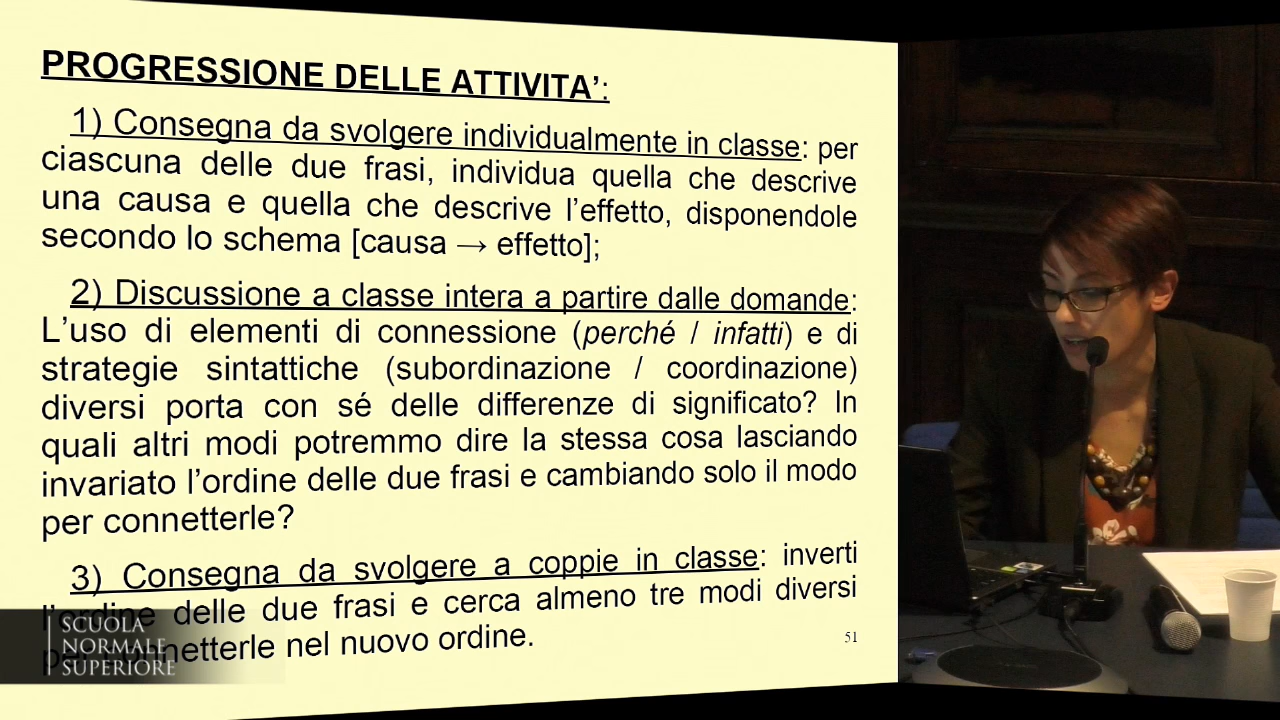 PROGRESSIONE DELLE ATTIVITA’:
1) Consegna da svolgere individualmente in classe: per
ciascuna delle due frasi, individua quella che descrive
una causa e quella che descrive l’effetto, disponendole
secondo lo schema [causa → effetto];
2) Discussione a classe intera a partire dalle domande:
L’uso di elementi di connessione (perché / infatti) e di
strategie sintattiche (subordinazione / coordinazione)
diversi porta con sé delle differenze di significato? In
quali altri modi potremmo dire la stessa cosa lasciando
invariato l’ordine delle due frasi e cambiando solo il modo
per connetterle?
3) Consegna da svolgere a coppie in classe: inverti
l’ordine delle due frasi e cerca almeno tre modi diversi
per connetterle nel nuovo ordine.
51
SCUOLA
NORMALE
SUPERIORE